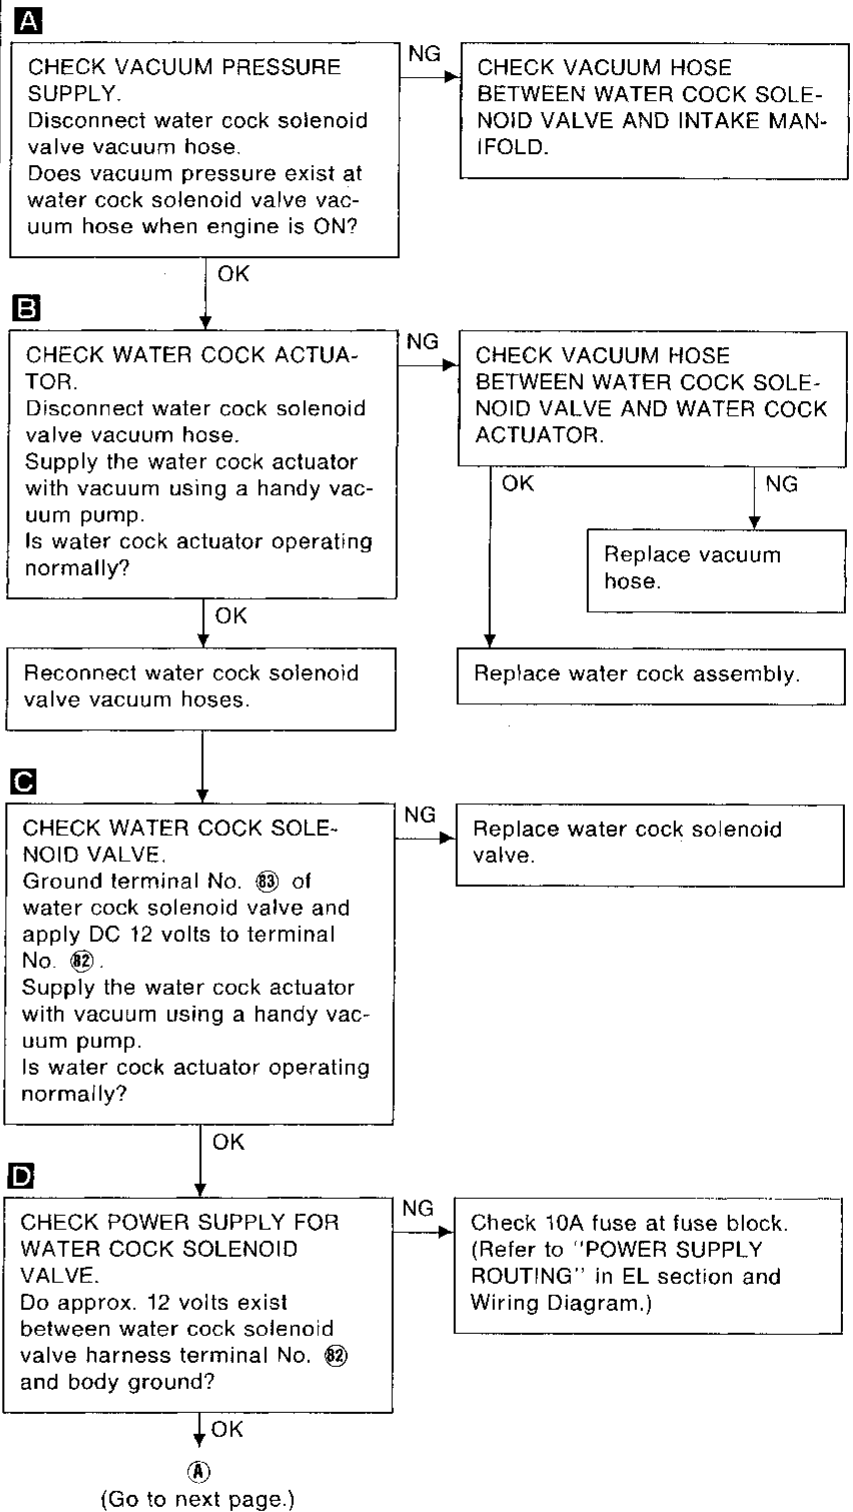 A
CHECK VACUUM PRESSURE
SUPPLY.
Disconnect water cock solenoid
valve vacuum hose.
Does vacuum pressure exist at
water cock solenoid valve vac-
uum hose when engine is ON?
NG
CHECK VACUUM HOSE
BETWEEN WATER COCK SOLE-
NOID VALVE AND INTAKE MAN-
IFOLD.
OK
B
CHECK WATER COCK ACTUA-
TOR.
Disconnect water cock solenoid
valve vacuum hose.
Supply the water cock actuator
with vacuum using a handy vac-
uum pump.
Is water cock actuator operating
normally?
NG
CHECK VACUUM HOSE
BETWEEN WATER COCK SOLE-
NOID VALVE AND WATER COCK
ACTUATOR.
OK
NG
Replace vacuum
hose.
Replace water cock assembly.
OK
Reconnect water cock solenoid
valve vacuum hoses.
C
CHECK WATER COCK SOLE-
NOID VALVE.
Ground terminal No. 83 of
water cock solenoid valve and
apply DC 12 volts to terminal
No. 82.
Supply the water cock actuator
with vacuum using a handy vac-
uum pump.
Is water cock actuator operating
normally?
NG
Replace water cock solenoid
valve.
OK
D
CHECK POWER SUPPLY FOR
WATER COCK SOLENOID
VALVE.
Do approx. 12 volts exist
between water cock solenoid
valve harness terminal No. 82
and body ground?
NG
Check 10A fuse at fuse block.
(Refer to "POWER SUPPLY
ROUTING" in EL section and
Wiring Diagram.)
OK
A
(Go to next page.)